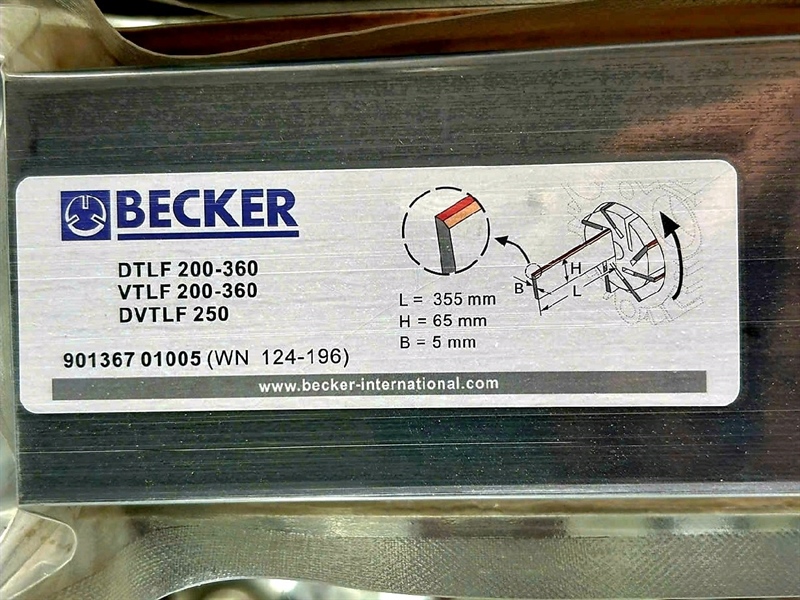 BECKER
DTLF 200-360
VTLF 200-360
DVTLF 250
901367 01005 (WN 124-196)
B H L
L = 355 mm
H = 65 mm
B = 5 mm
www.becker-international.com